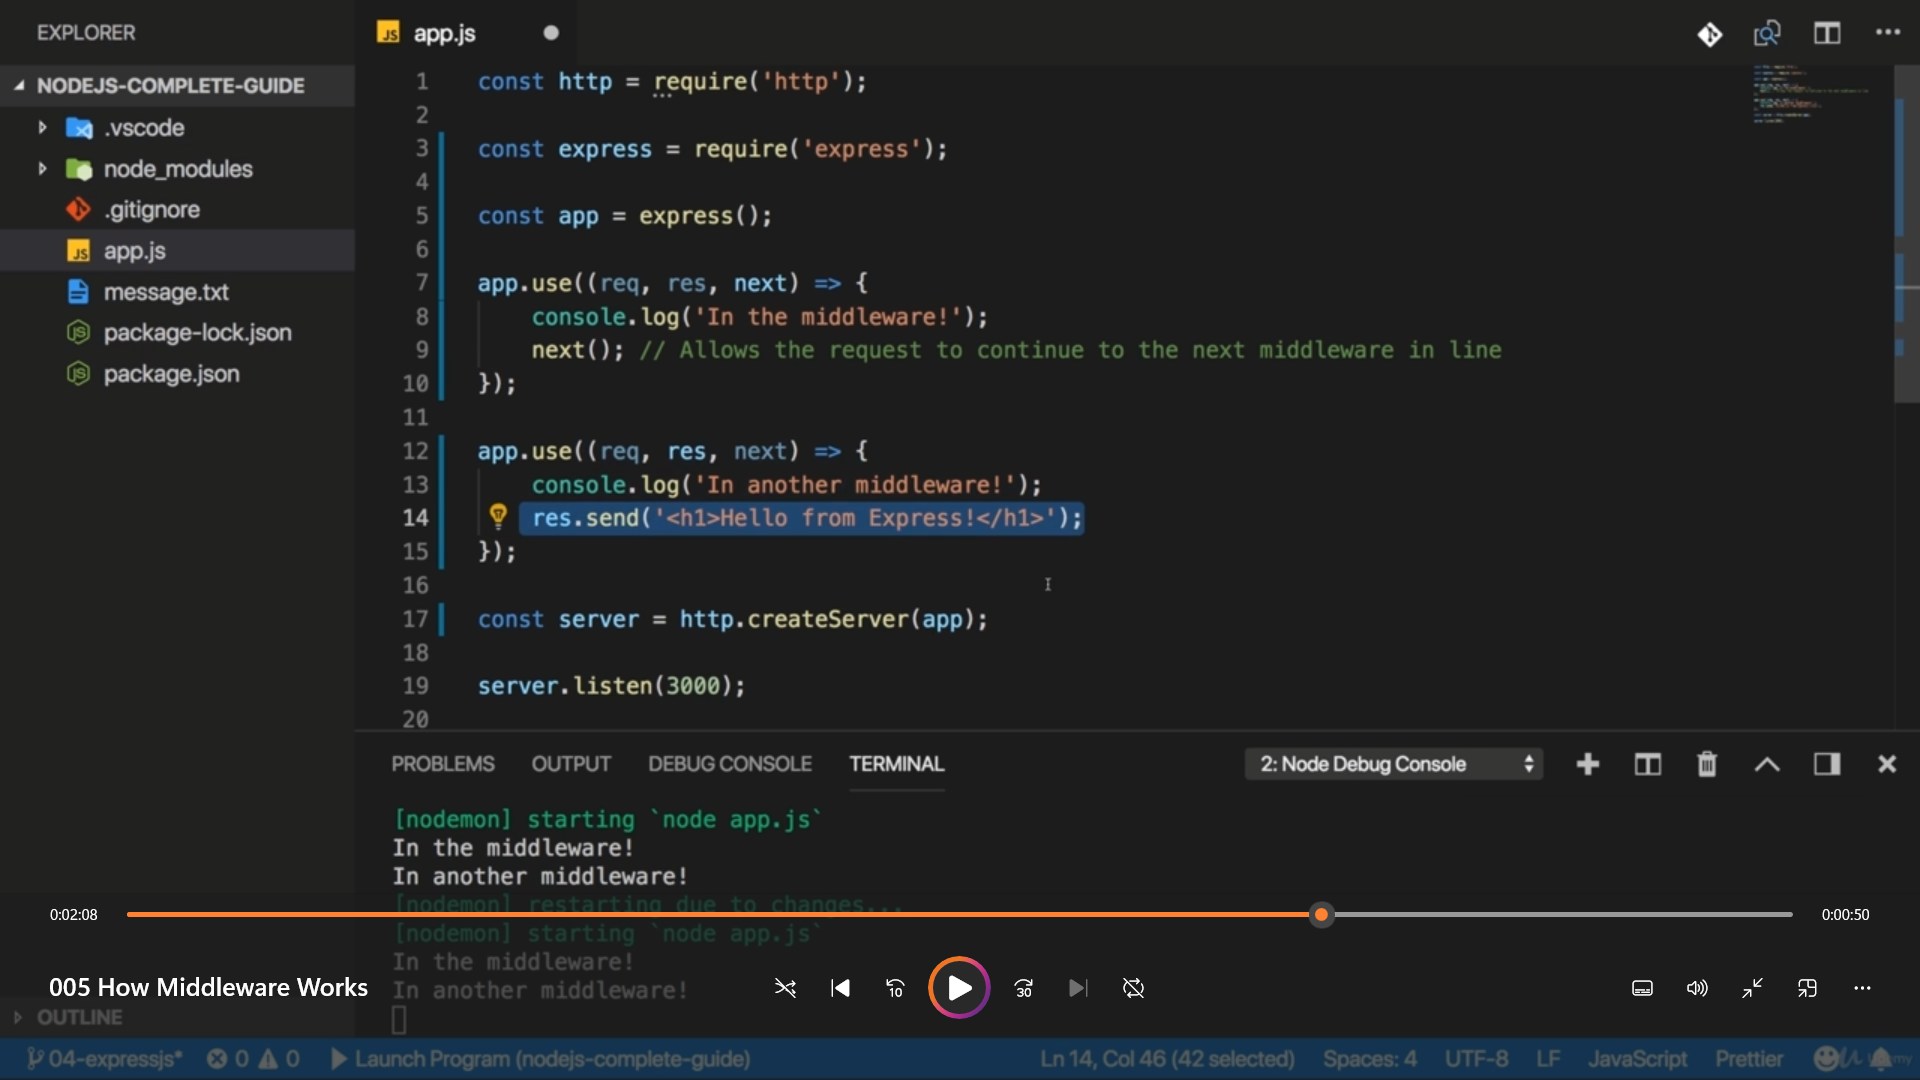 EXPLORER
NODEJS-COMPLETE-GUIDE
.vscode
node_modules
.gitignore
app.js
message.txt
package-lock.json
package.json
OUTLINE
app.js
1 const http = require('http');
2
3 const express = require('express');
4
5 const app = express();
6
7 app.use((req, res, next) => {
8 console.log('In the middleware!');
9 next(); // Allows the request to continue to the next middleware in line
10 });
11
12 app.use((req, res, next) => {
13 console.log('In another middleware!');
14 res.send('<h1>Hello from Express!</h1>');
15 });
16
17 const server = http.createServer(app);
18
19 server.listen(3000);
20
PROBLEMS OUTPUT DEBUG CONSOLE TERMINAL 2: Node Debug Console
[nodemon] starting `node app.js`
In the middleware!
In another middleware!
[nodemon] restarting due to changes...
[nodemon] starting `node app.js`
In the middleware!
In another middleware!
0:02:08 0:00:50
005 How Middleware Works
10 30
04-expressjs* 0 0 Launch Program (nodejs-complete-guide) Ln 14, Col 46 (42 selected) Spaces: 4 UTF-8 LF JavaScript Prettier